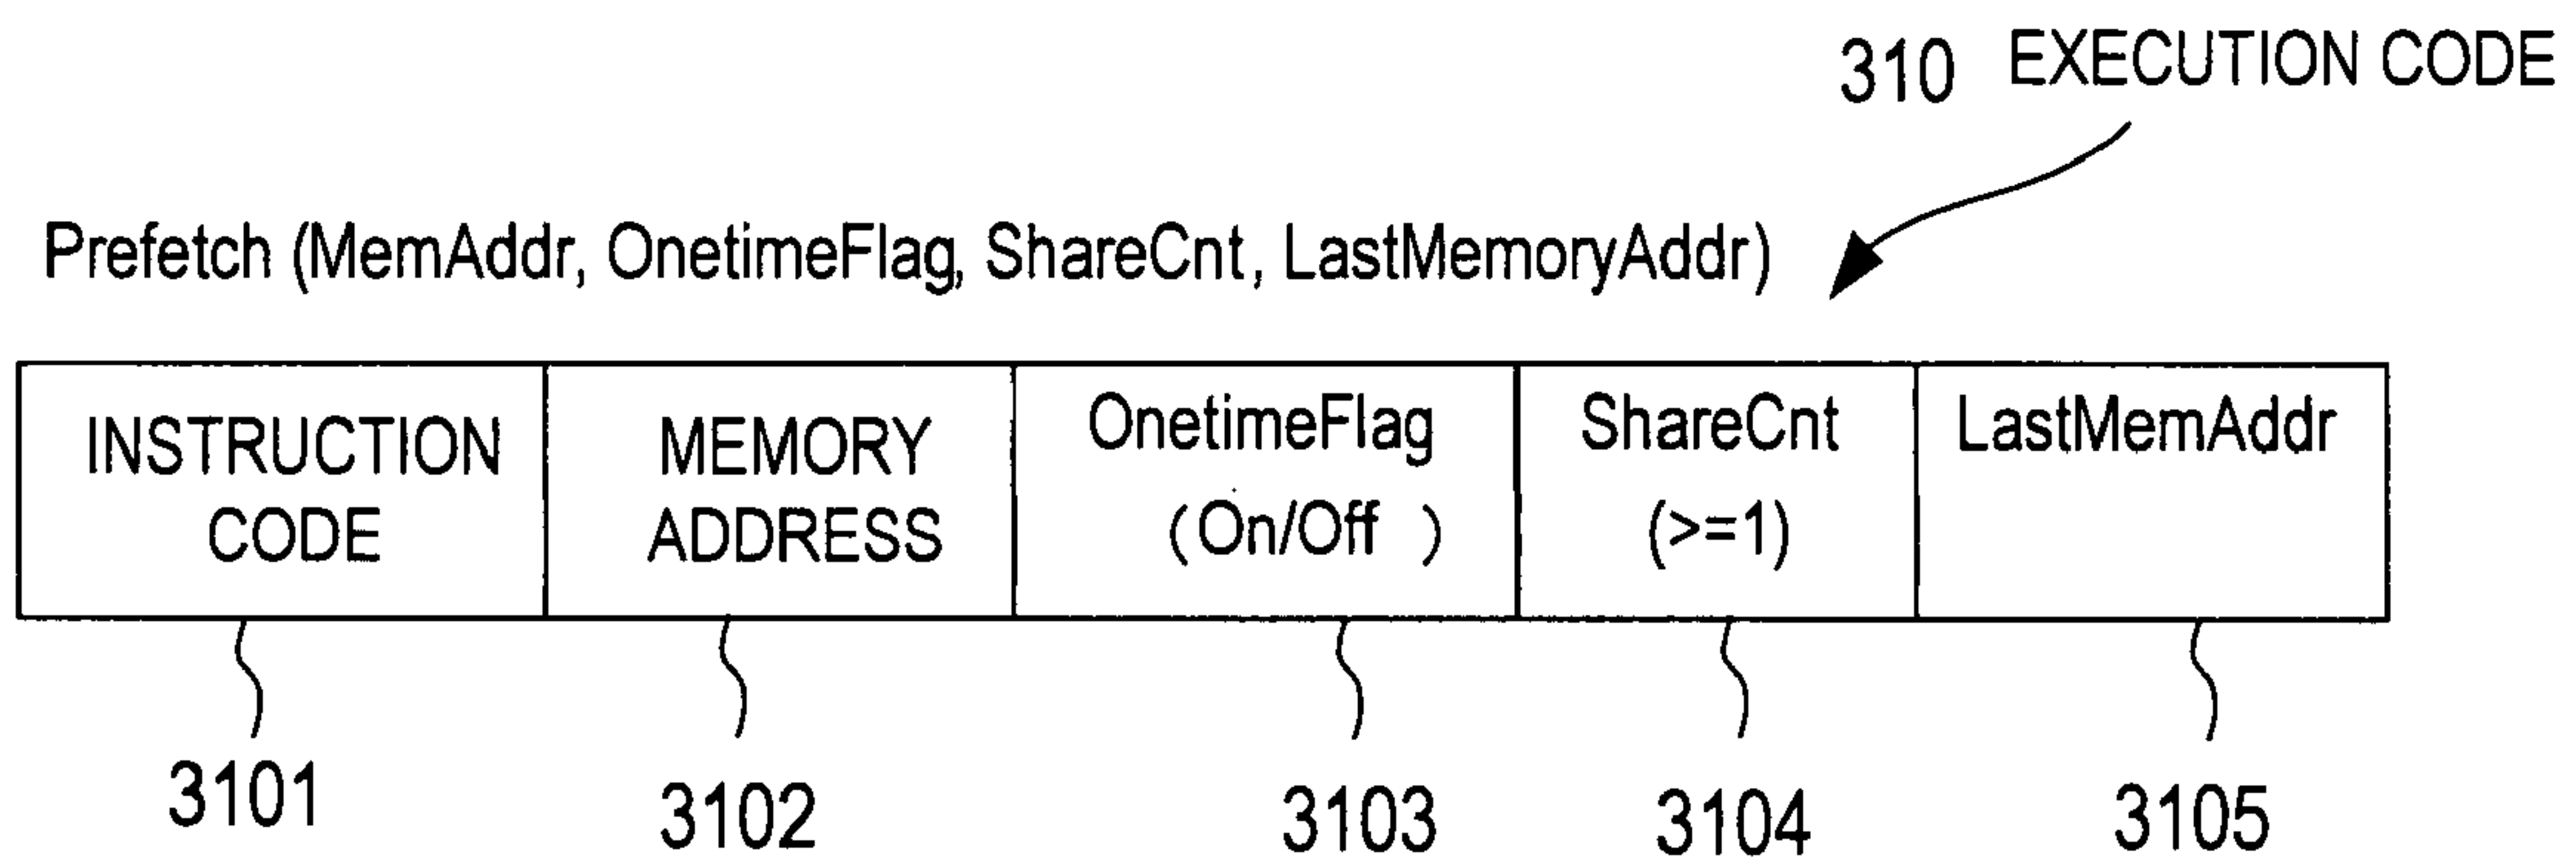 310 EXECUTION CODE
Prefetch (MemAddr, OnetimeFlag, ShareCnt, LastMemoryAddr)
INSTRUCTION CODE
MEMORY ADDRESS
OnetimeFlag
(On/Off )
ShareCnt
(>=1)
LastMemAddr
3101
3102
3103
3104
3105